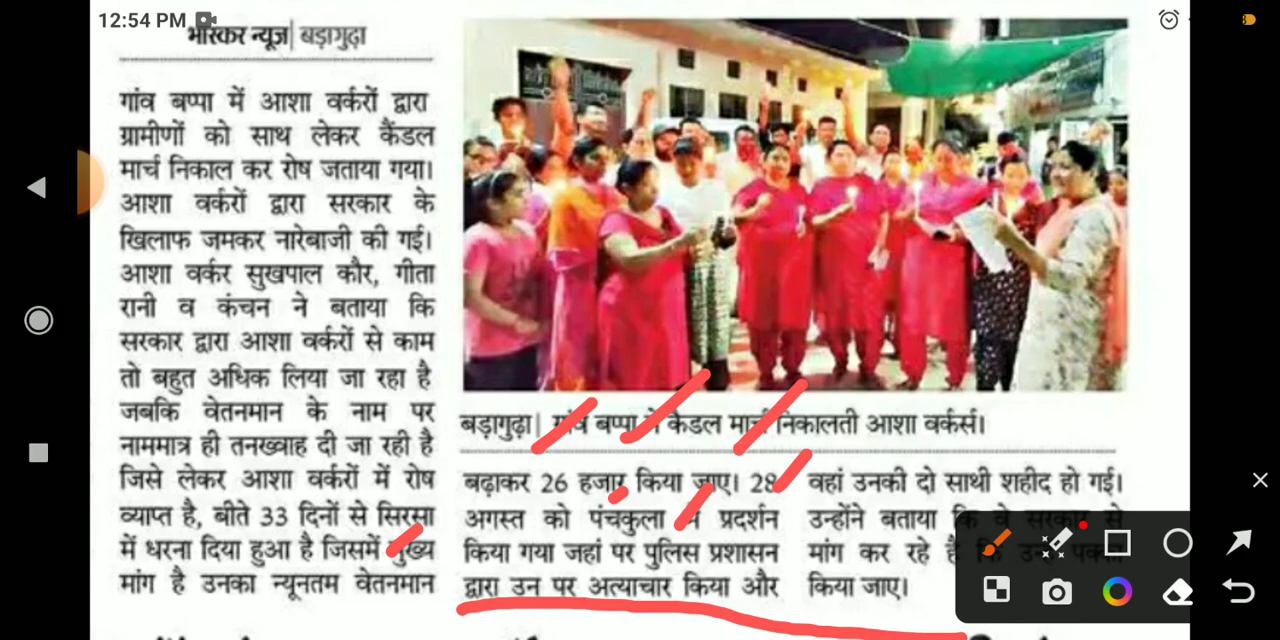 12:54 PM
भास्कर न्यूज | बड़ागुढ़ा
गांव बप्पा में आशा वर्करों द्वारा
ग्रामीणों को साथ लेकर कैंडल
मार्च निकाल कर रोष जताया गया।
आशा वर्करों द्वारा सरकार के
खिलाफ जमकर नारेबाजी की गई।
आशा वर्कर सुखपाल कौर, गीता
रानी व कंचन ने बताया कि
सरकार द्वारा आशा वर्करों से काम
तो बहुत अधिक लिया जा रहा है
जबकि वेतनमान के नाम पर
नाममात्र ही तनख्वाह दी जा रही है
जिसे लेकर आशा वर्करों में रोष
व्याप्त है, बीते 33 दिनों से सिरसा
में धरना दिया हुआ है जिसमें मुख्य
मांग है उनका न्यूनतम वेतनमान
बड़ागुढ़ा| गांव बप्पा ने कैडल मार्च निकालती आशा वर्कर्स।
बढ़ाकर 26 हजार किया जाए। 28
अगस्त को पंचकुला में प्रदर्शन
किया गया जहां पर पुलिस प्रशासन
द्वारा उन पर अत्याचार किया और
वहां उनकी दो साथी शहीद हो गई।
उन्होंने बताया कि वे सरकार से
मांग कर रहे है कि उन्हें पक्का
किया जाए।